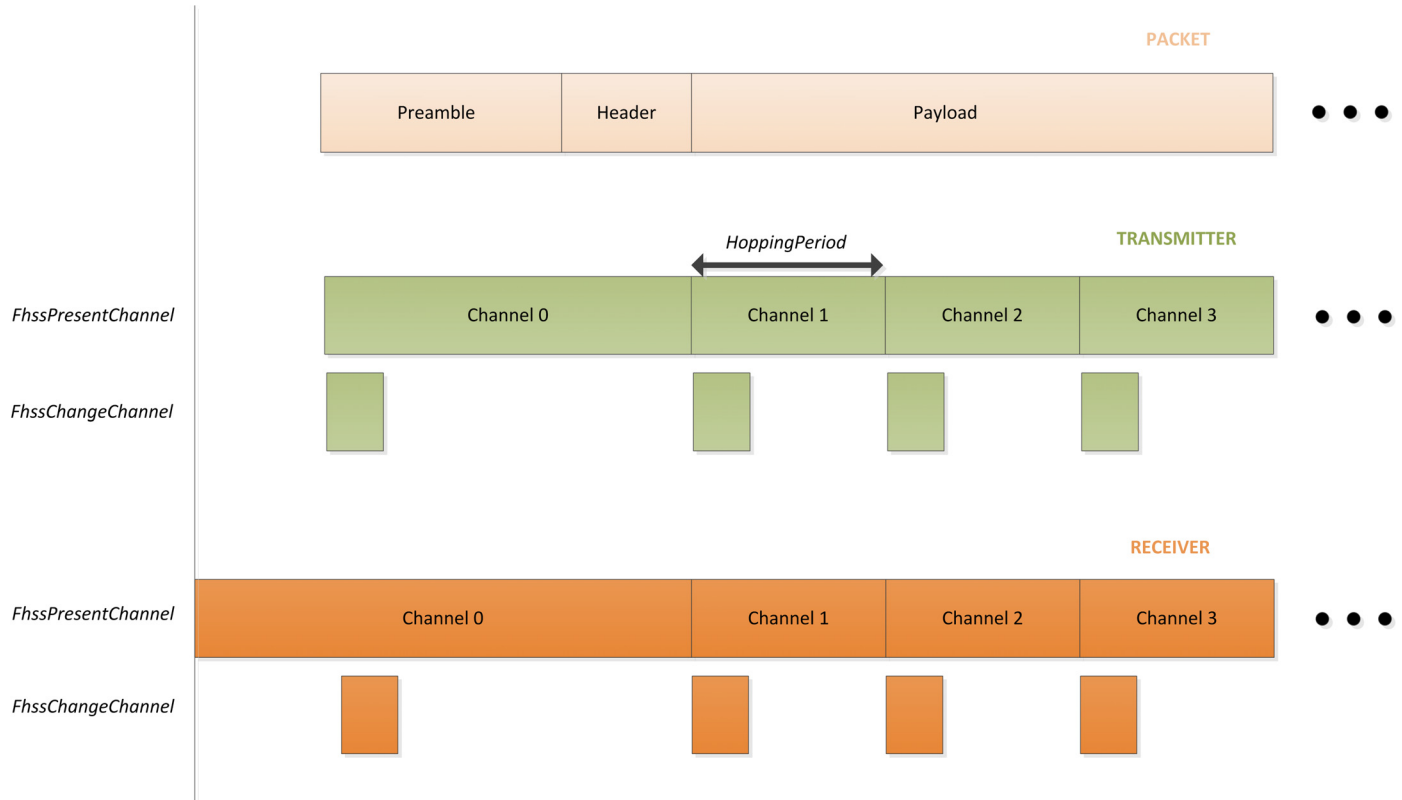 PACKET
Preamble Header Payload
HoppingPeriod
TRANSMITTER
FhssPresentChannel Channel 0 Channel 1 Channel 2 Channel 3
FhssChangeChannel
RECEIVER
FhssPresentChannel Channel 0 Channel 1 Channel 2 Channel 3
FhssChangeChannel